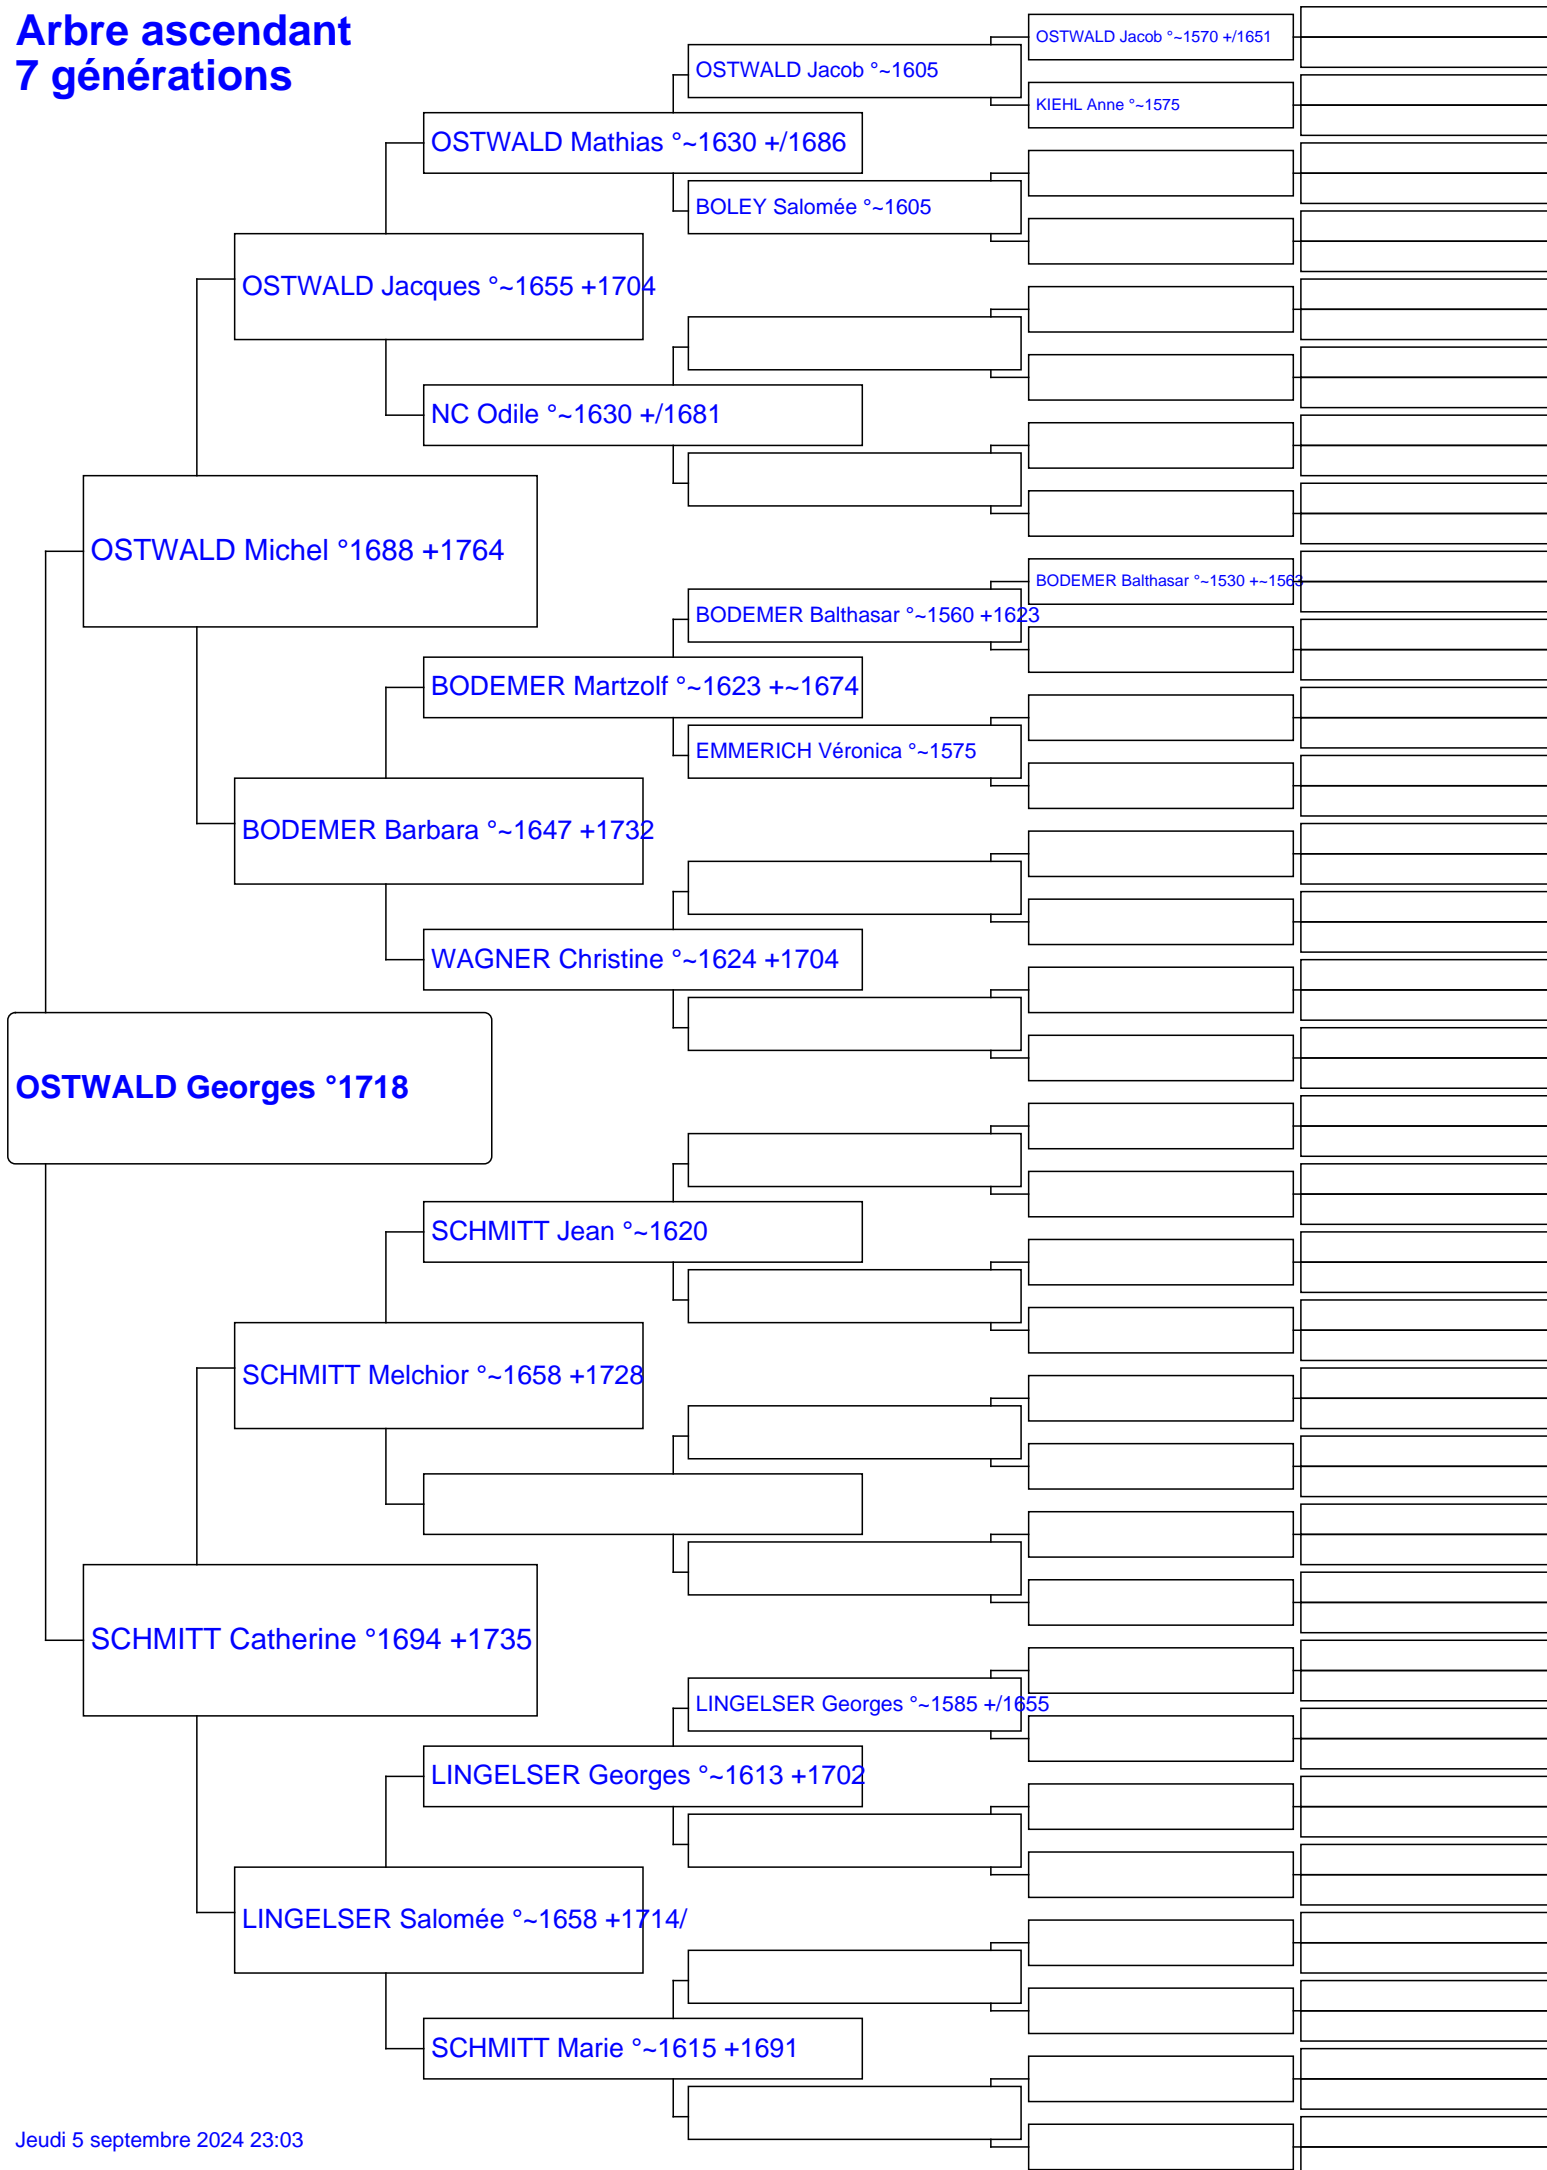 Arbre ascendant
7 générations
OSTWALD Jacob °~1570 +/1651
OSTWALD Jacob °~1605
KIEHL Anne °~1575
OSTWALD Mathias °~1630 +/1686
BOLEY Salomée °~1605
OSTWALD Jacques °~1655 +1704
NC Odile °~1630 +/1681
OSTWALD Michel °1688 +1764
BODEMER Balthasar °~1530 +~1563
BODEMER Balthasar °~1560 +1623
BODEMER Martzolf °~1623 +~1674
EMMERICH Véronica °~1575
BODEMER Barbara °~1647 +1732
WAGNER Christine °~1624 +1704
OSTWALD Georges °1718
SCHMITT Jean °~1620
SCHMITT Melchior °~1658 +1728
SCHMITT Catherine °1694 +1735
LINGELSER Georges °~1585 +/1655
LINGELSER Georges °~1613 +1702
LINGELSER Salomée °~1658 +1714/
SCHMITT Marie °~1615 +1691
Jeudi 5 septembre 2024 23:03